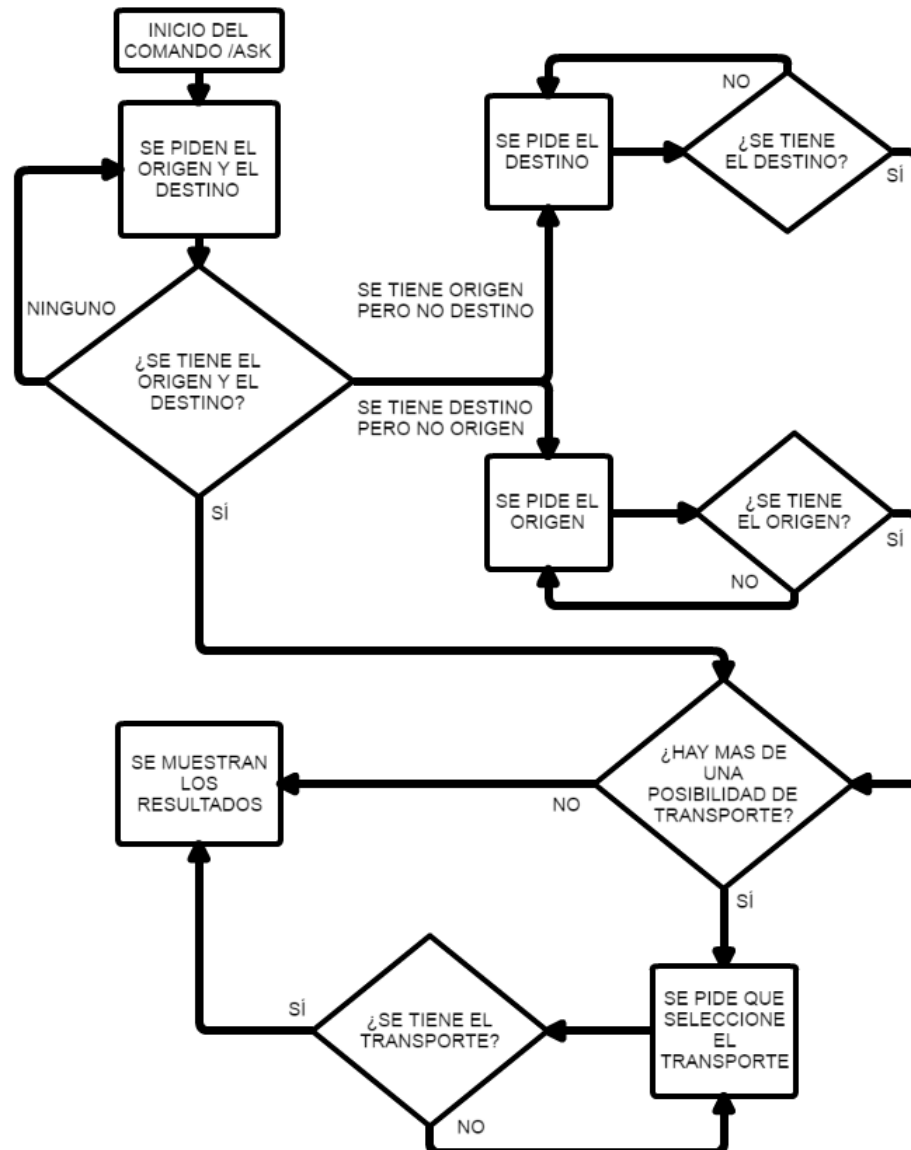 INICIO DEL
COMANDO /ASK
SE PIDEN EL
ORIGEN Y EL
DESTINO
NINGUNO
¿SE TIENE EL
ORIGEN Y EL
DESTINO?
SÍ
SE TIENE ORIGEN
PERO NO DESTINO
SE TIENE DESTINO
PERO NO ORIGEN
SE PIDE EL
DESTINO
NO
¿SE TIENE
EL DESTINO?
SÍ
SE PIDE EL
ORIGEN
¿SE TIENE
EL ORIGEN?
SÍ
NO
¿HAY MAS DE
UNA
POSIBILIDAD DE
TRANSPORTE?
NO
SÍ
SE MUESTRAN
LOS
RESULTADOS
SE PIDE QUE
SELECCIONE
EL
TRANSPORTE
¿SE TIENE EL
TRANSPORTE?
SÍ
NO